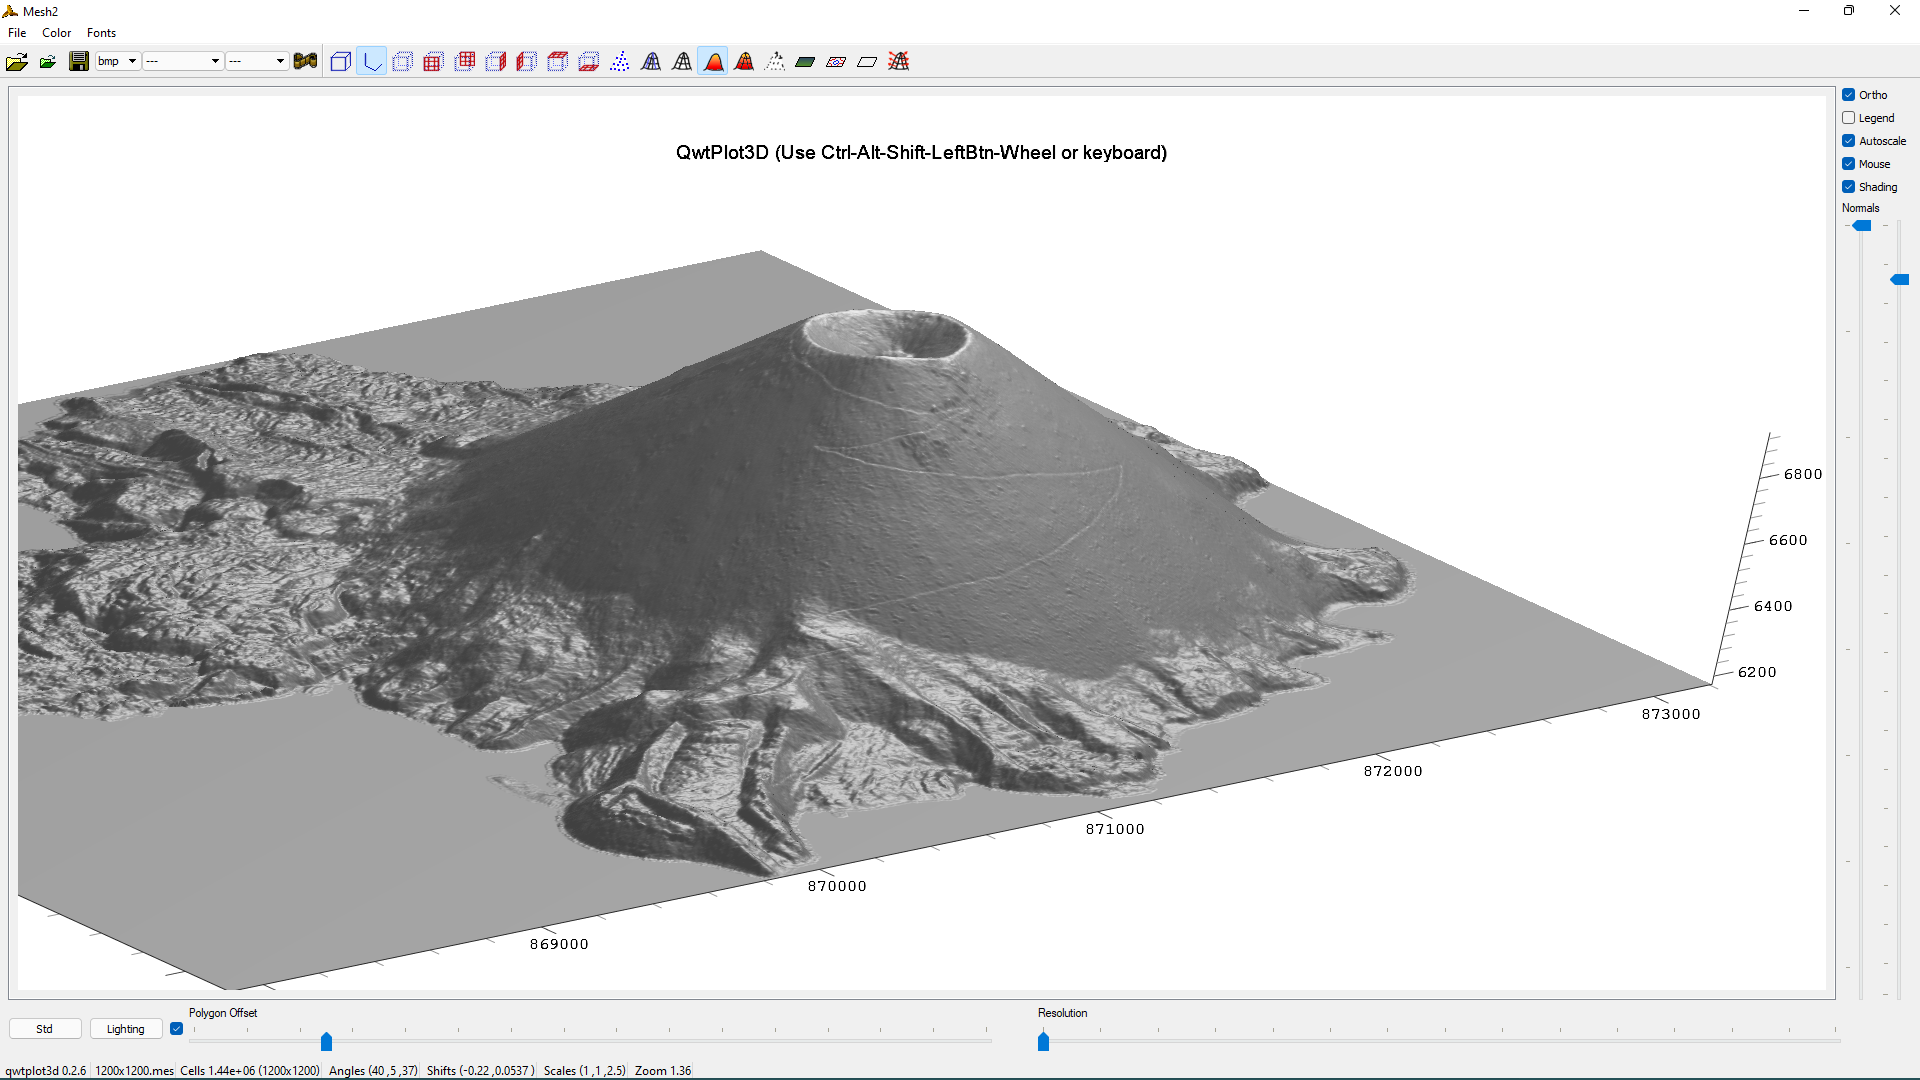 Mesh2
File Color Fonts
bmp --- ---
Ortho
Legend
Autoscale
Mouse
Shading
Normals
QwtPlot3D (Use Ctrl-Alt-Shift-LeftBtn-Wheel or keyboard)
6800
6600
6400
6200
873000
872000
871000
870000
869000
Polygon Offset
Resolution
Std Lighting
qwtplot3d 0.2.6 1200x1200.mes Cells 1.44e+06 (1200x1200) Angles (40 ,5 ,37) Shifts (-0.22 ,0.0537 ) Scales (1 ,1 ,2.5) Zoom 1.36